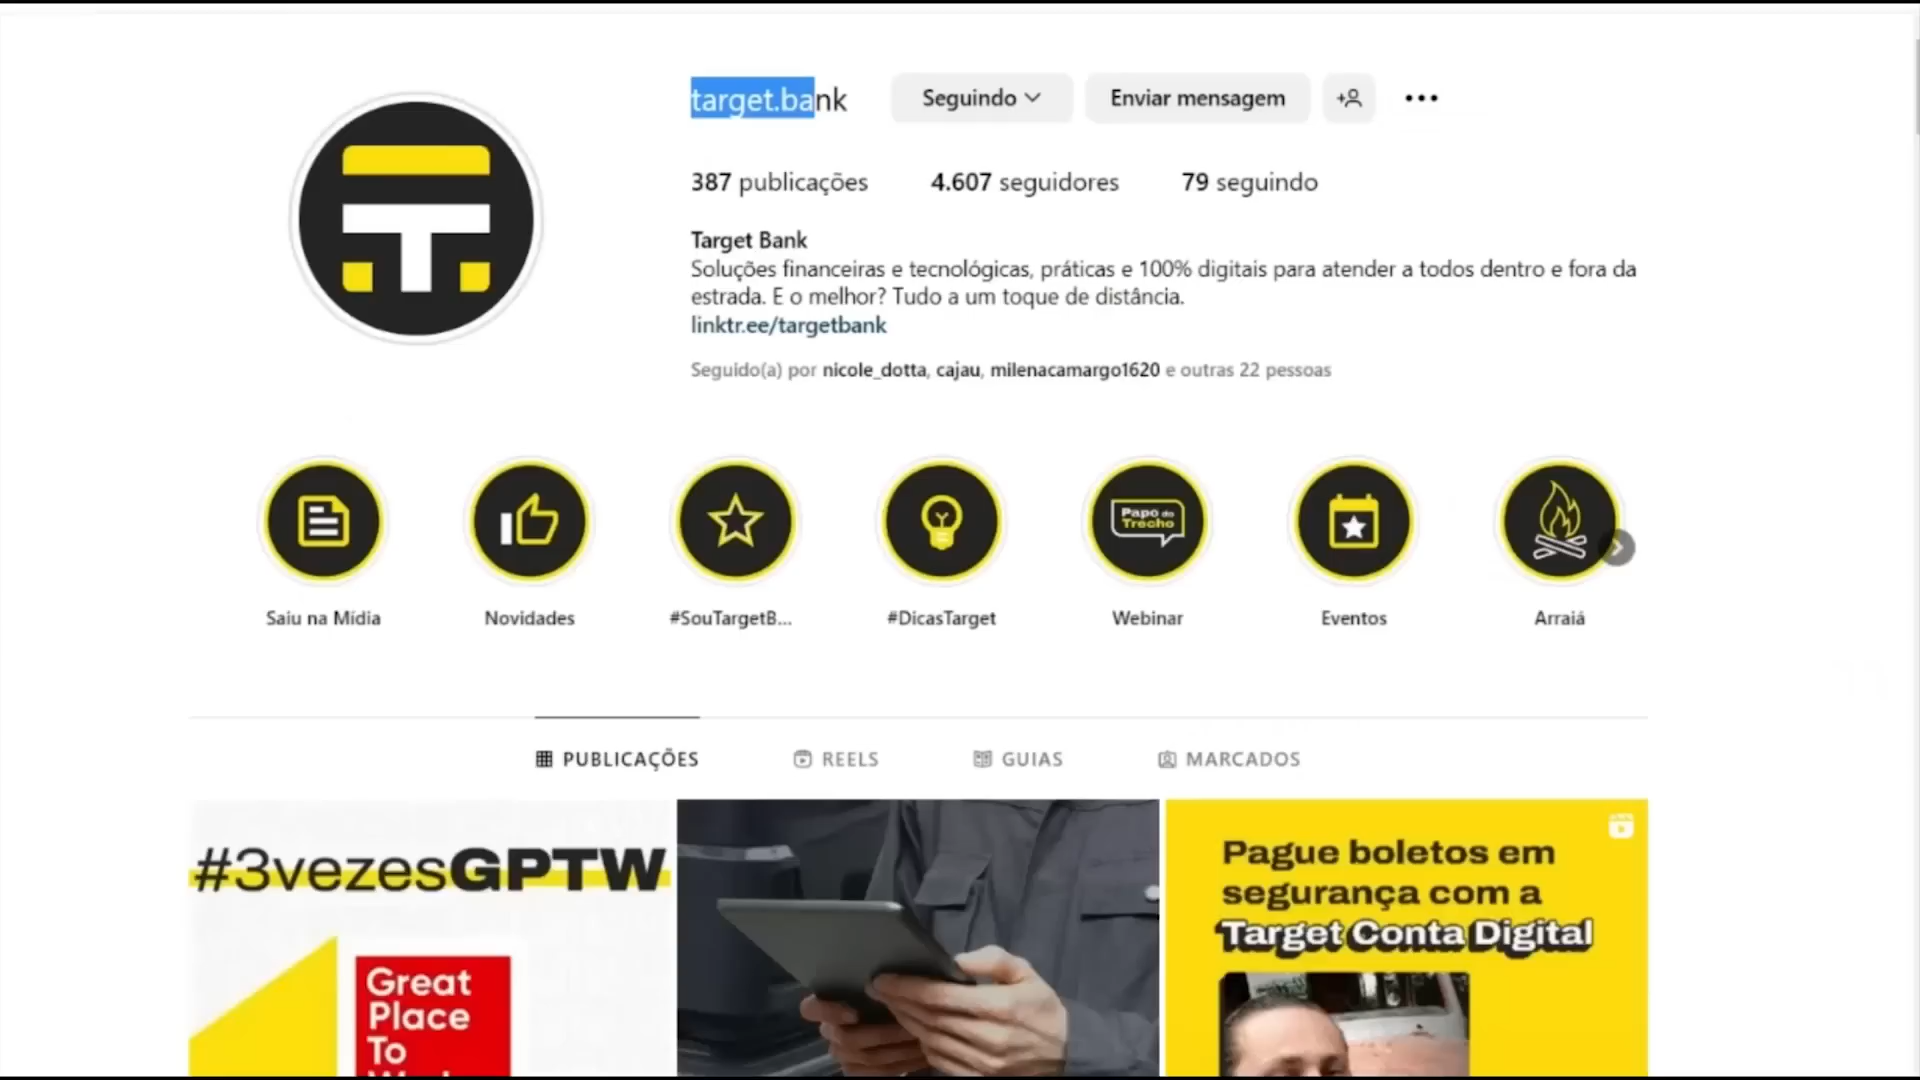 target.bank
Seguindo
Enviar mensagem
387 publicações
4.607 seguidores
79 seguindo
Target Bank
Soluções financeiras e tecnológicas, práticas e 100% digitais para atender a todos dentro e fora da
estrada. E o melhor? Tudo a um toque de distância.
linktr.ee/targetbank
Seguido(a) por nicole_dotta, cajau, milenacamargo1620 e outras 22 pessoas
Papo do
Trecho
Saiu na Mídia
Novidades
#SouTargetB...
#DicasTarget
Webinar
Eventos
Arraiá
PUBLICAÇÕES
REELS
GUIAS
MARCADOS
#3vezesGPTW
Great
Place
To
Pague boletos em
segurança com a
Target Conta Digital